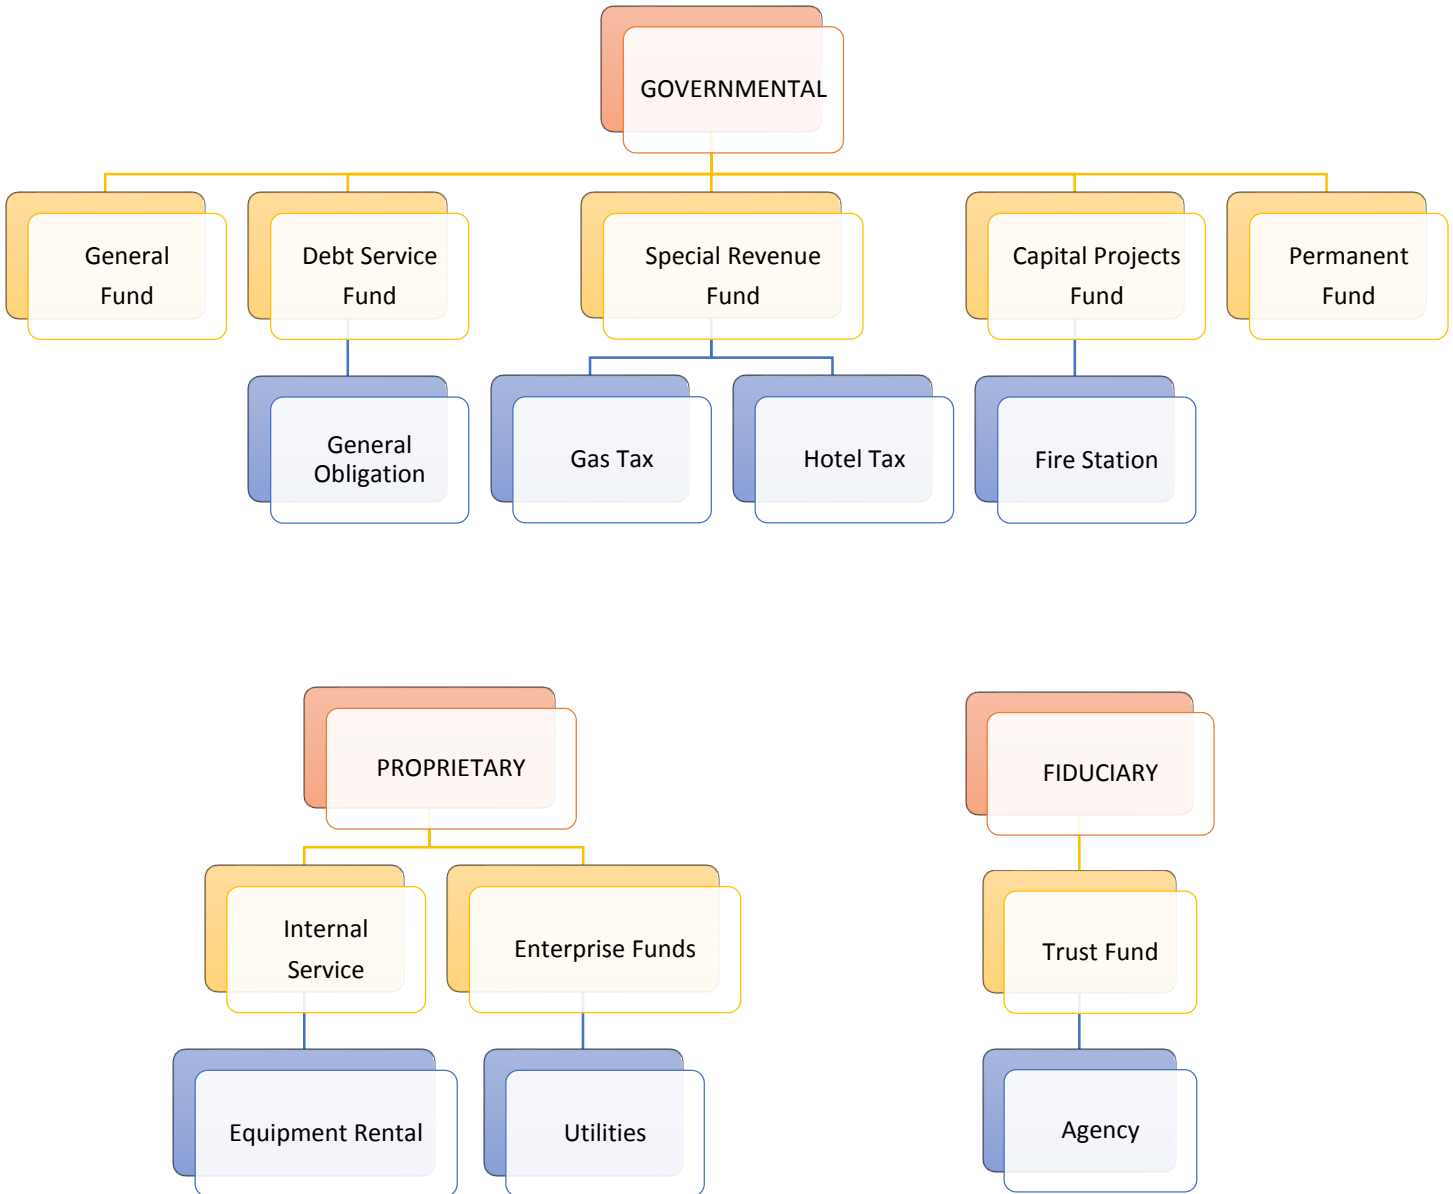 GOVERNMENTAL
General
Fund
Debt Service
Fund
Special Revenue
Fund
Capital Projects
Fund
Permanent
Fund
General
Obligation
Gas Tax
Hotel Tax
Fire Station
PROPRIETARY
Internal
Service
Enterprise Funds
Equipment Rental
Utilities
FIDUCIARY
Trust Fund
Agency